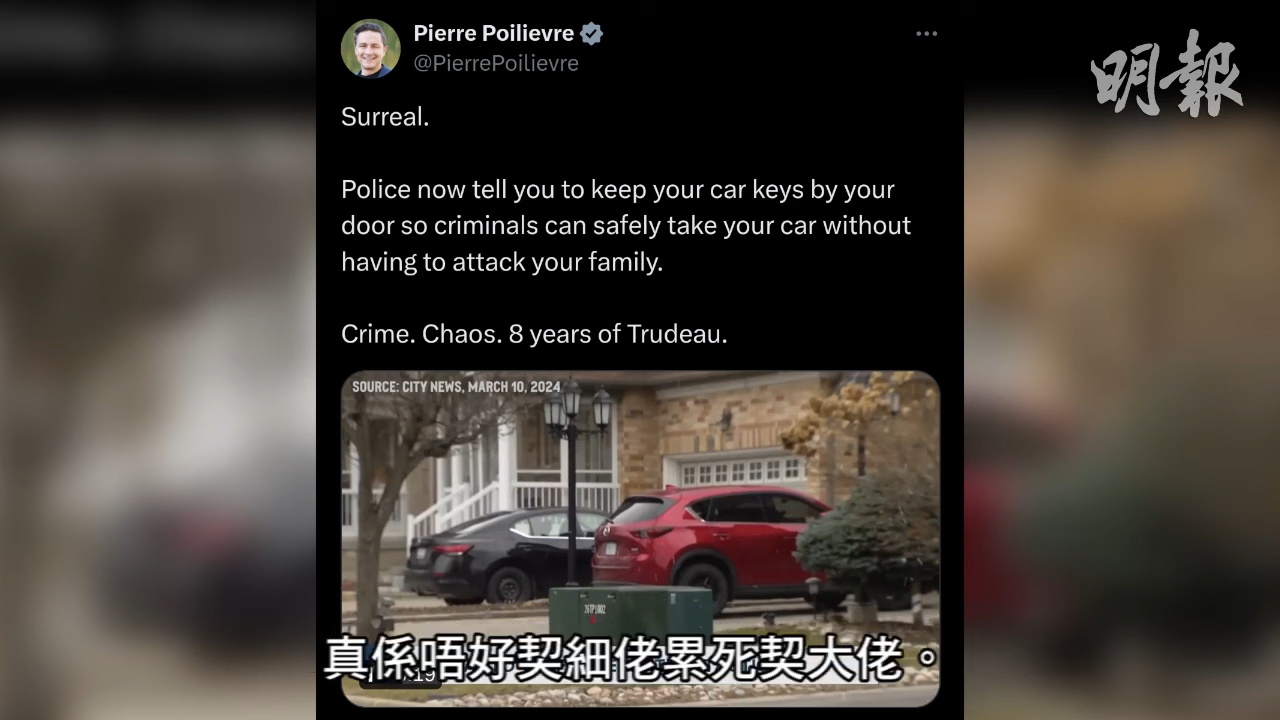 Pierre Poilievre
@PierrePoilievre
明報
Surreal.
Police now tell you to keep your car keys by your
door so criminals can safely take your car without
having to attack your family.
Crime. Chaos. 8 years of Trudeau.
SOURCE: CITY NEWS, MARCH 10, 2024
真係唔好契細佬累死契大佬。